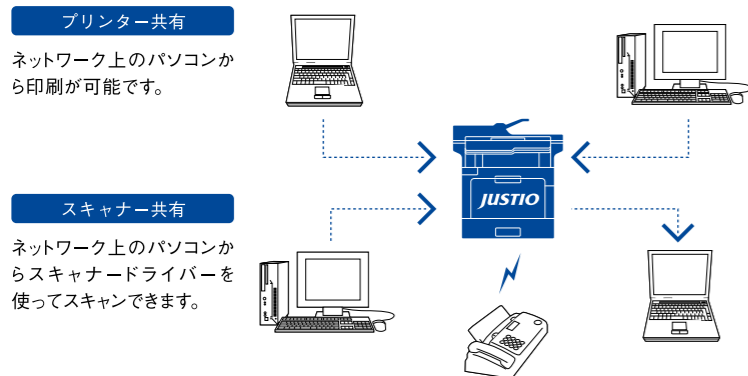 プリンター共有
ネットワーク上のパソコンか
ら印刷が可能です。
JUSTIO
スキャナー共有
ネットワーク上のパソコンか
らスキャナードライバーを
使ってスキャンできます。